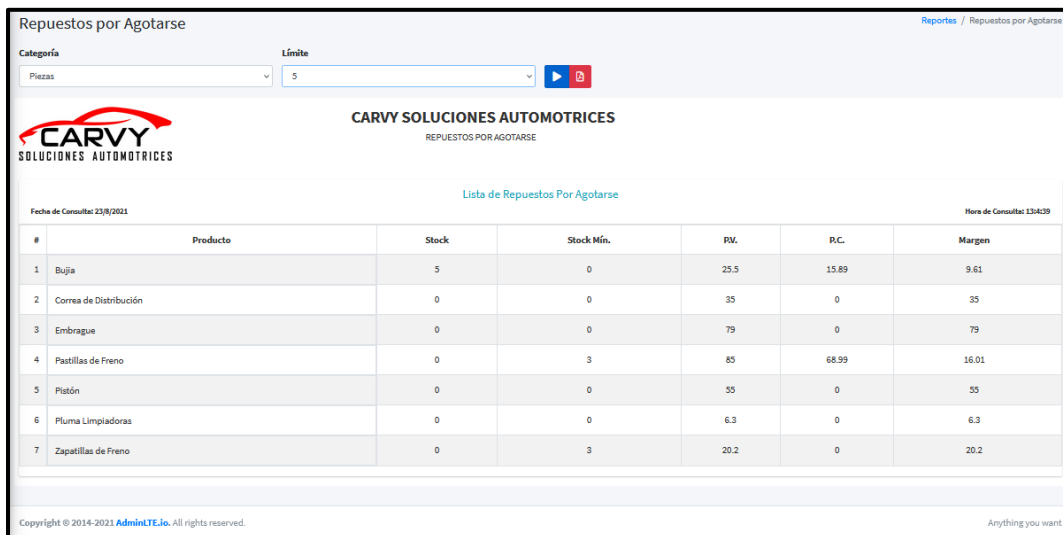 Repuestos por Agotarse
Reportes / Repuestos por Agotarse
Categoría Límite
Piezas 5
CARVY
SOLUCIONES AUTOMOTRICES
CARVY SOLUCIONES AUTOMOTRICES
REPUESTOS POR AGOTARSE
Lista de Repuestos Por Agotarse
Fecha de Consulta: 23/8/2021 Hora de Consulta: 13:4:39
# Producto Stock Stock Mín. P.V. P.C. Margen
1 Bujia 5 0 25.5 15.89 9.61
2 Correa de Distribución 0 0 35 0 35
3 Embrague 0 0 79 0 79
4 Pastillas de Freno 0 3 85 68.99 16.01
5 Pistón 0 0 55 0 55
6 Pluma Limpiadoras 0 0 6.3 0 6.3
7 Zapatillas de Freno 0 3 20.2 0 20.2
Copyright © 2014-2021 AdminLTE.io. All rights reserved. Anything you want